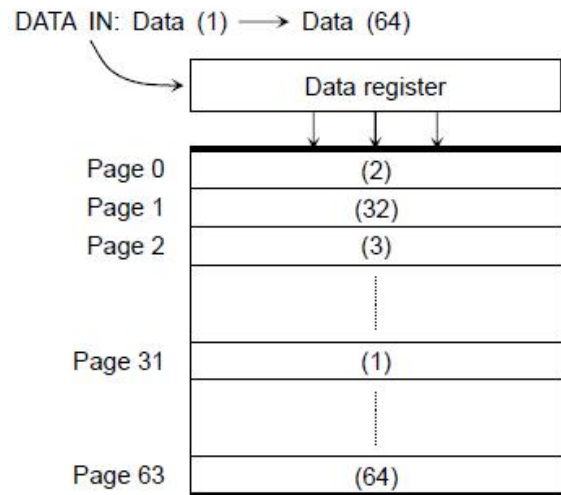 DATA IN: Data (1) ⟶ Data (64)
Data register
Page 0 (2)
Page 1 (32)
Page 2 (3)
Page 31 (1)
Page 63 (64)